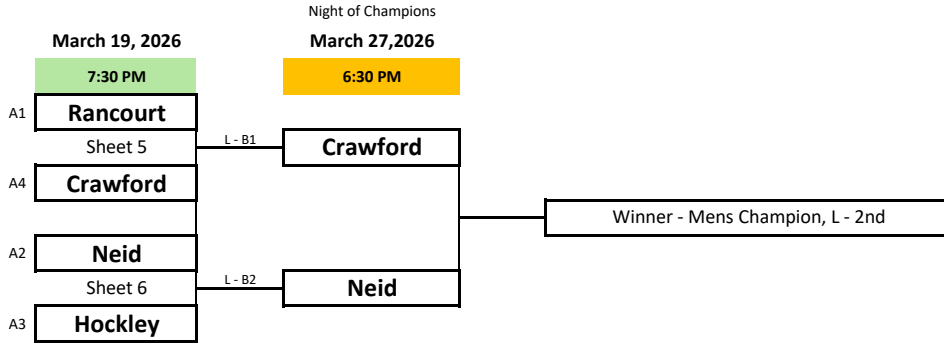 Night of Champions
March 19, 2026 March 27,2026
7:30 PM 6:30 PM
A1 Rancourt
Sheet 5 L - B1 Crawford
A4 Crawford
Winner - Mens Champion, L - 2nd
A2 Neid
Sheet 6 L - B2 Neid
A3 Hockley